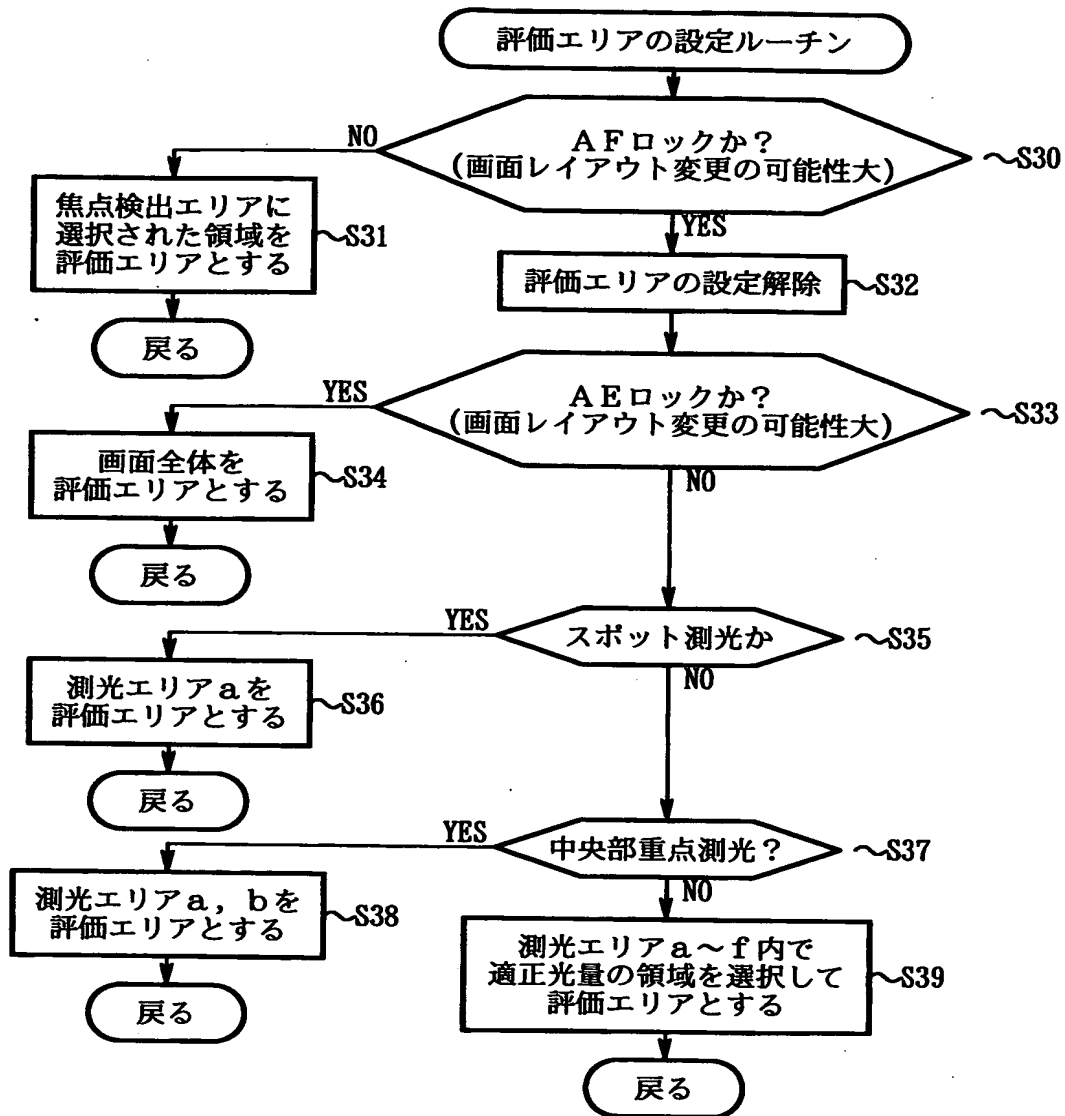 評価エリアの設定ルーチン
AFロックか？
(画面レイアウト変更の可能性大)
~S30
NO
YES
焦点検出エリアに
選択された領域を
評価エリアとする
~S31
戻る
評価エリアの設定解除
~S32
AEロックか？
(画面レイアウト変更の可能性大)
~S33
YES
NO
画面全体を
評価エリアとする
~S34
戻る
スポット測光か
~S35
YES
NO
測光エリアaを
評価エリアとする
~S36
戻る
中央部重点測光？
~S37
YES
NO
測光エリアa, bを
評価エリアとする
~S38
戻る
測光エリアa～f内で
適正光量の領域を選択して
評価エリアとする
~S39
戻る